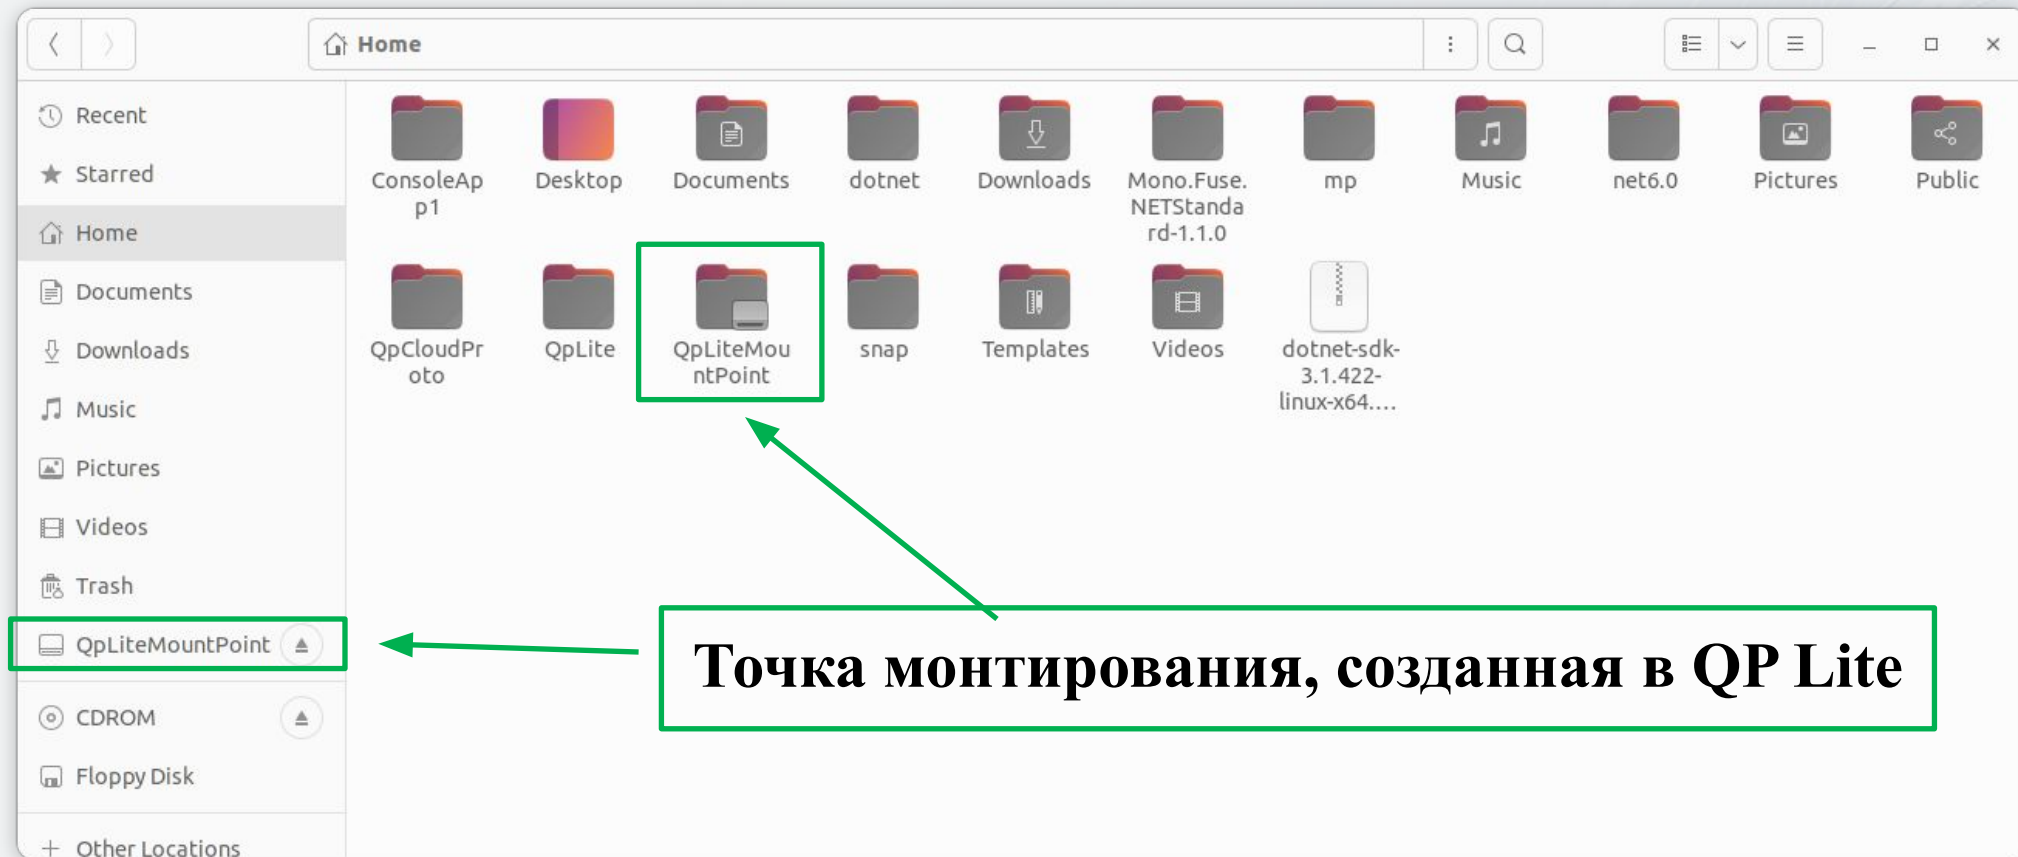 Home
Recent
Starred
Home
Documents
Downloads
Music
Pictures
Videos
Trash
QpLiteMountPoint
CDROM
Floppy Disk
Other Locations
ConsoleAp
p1
Desktop
Documents
dotnet
Downloads
Mono.Fuse.
NETStanda
rd-1.1.0
mp
Music
net6.0
Pictures
Public
QpCloudPr
oto
QpLite
QpLiteMou
ntPoint
snap
Templates
Videos
dotnet-sdk-
3.1.422-
linux-x64.…
Точка монтирования, созданная в QP Lite